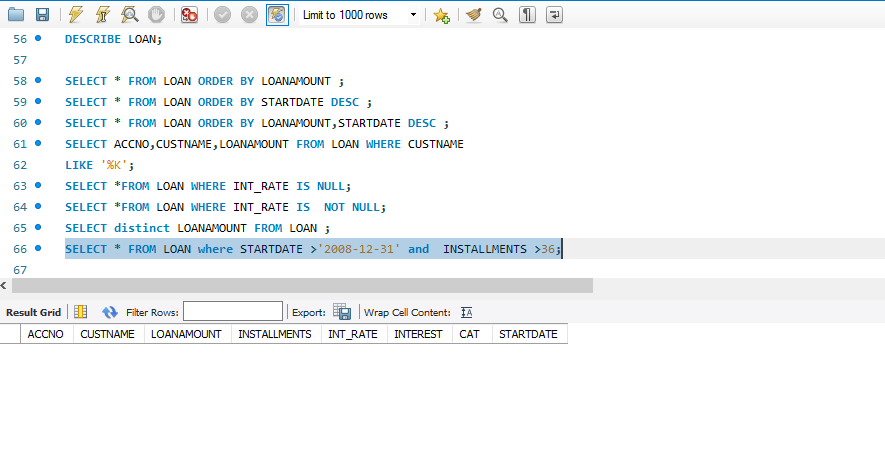 Limit to 1000 rows
56 DESCRIBE LOAN;
57
58 SELECT * FROM LOAN ORDER BY LOANAMOUNT ;
59 SELECT * FROM LOAN ORDER BY STARTDATE DESC ;
60 SELECT * FROM LOAN ORDER BY LOANAMOUNT,STARTDATE DESC ;
61 SELECT ACCNO,CUSTNAME,LOANAMOUNT FROM LOAN WHERE CUSTNAME
62 LIKE '%K';
63 SELECT *FROM LOAN WHERE INT_RATE IS NULL;
64 SELECT *FROM LOAN WHERE INT_RATE IS  NOT NULL;
65 SELECT distinct LOANAMOUNT FROM LOAN ;
66 SELECT * FROM LOAN where STARTDATE >'2008-12-31' and  INSTALLMENTS >36;
67
Result Grid Filter Rows: Export: Wrap Cell Content:
ACCNO CUSTNAME LOANAMOUNT INSTALLMENTS INT_RATE INTEREST CAT STARTDATE